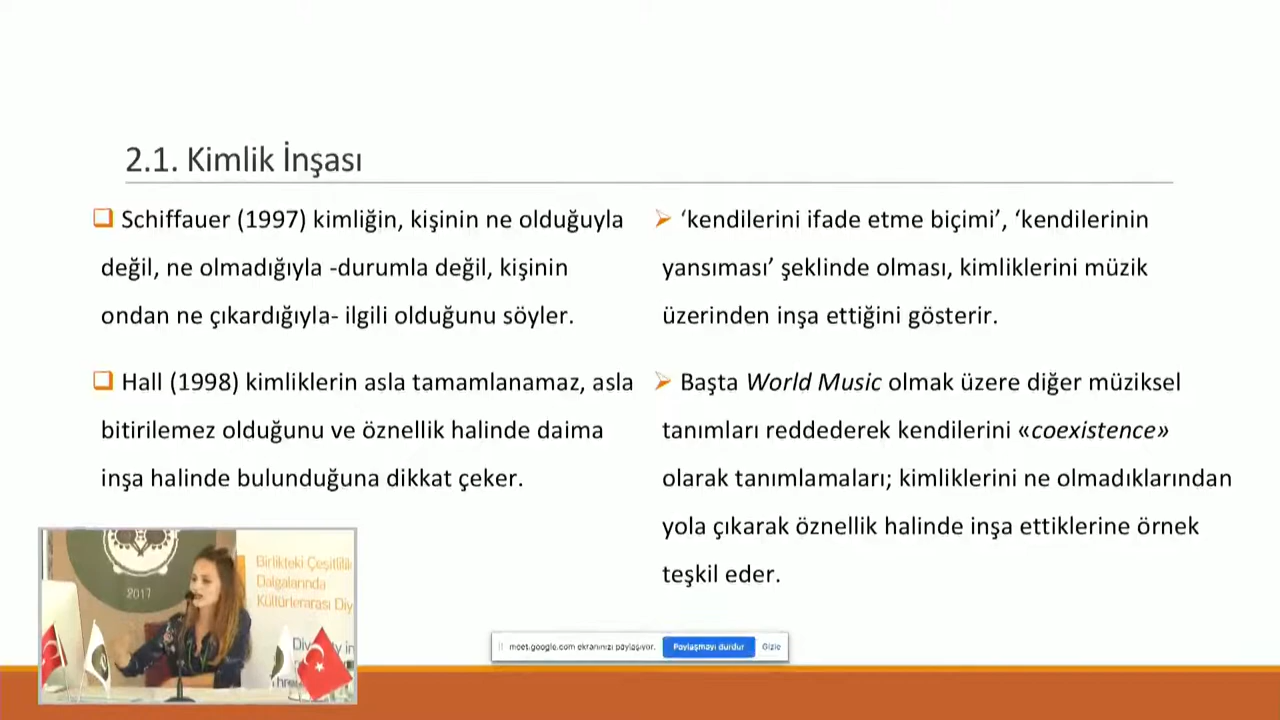 2.1. Kimlik İnşası
Schiffauer (1997) kimliğin, kişinin ne olduğuyla
değil, ne olmadığıyla -durumla değil, kişinin
ondan ne çıkardığıyla- ilgili olduğunu söyler.
Hall (1998) kimliklerin asla tamamlanamaz, asla
bitirilemez olduğunu ve öznellik halinde daima
inşa halinde bulunduğuna dikkat çeker.
‘kendilerini ifade etme biçimi’, ‘kendilerinin
yansıması’ şeklinde olması, kimliklerini müzik
üzerinden inşa ettiğini gösterir.
Başta World Music olmak üzere diğer müziksel
tanımları reddederek kendilerini «coexistence»
olarak tanımlamaları; kimliklerini ne olmadıklarından
yola çıkarak öznellik halinde inşa ettiklerine örnek
teşkil eder.
2017
Birlikteki Çeşitlilik
Dalgalarında
Kültürlerarası Diy
meet.google.com ekranınızı paylaşıyor.
Paylaşmayı durdur
Gizle